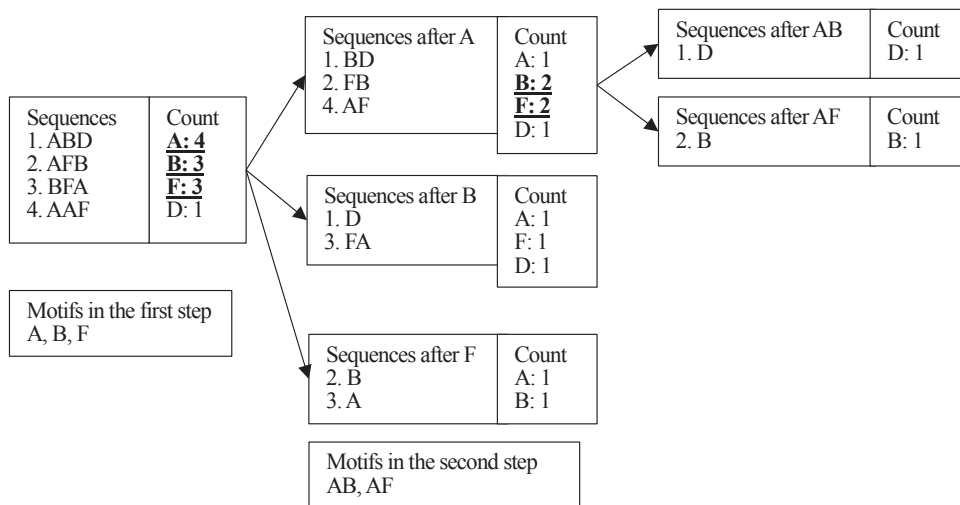 Sequences
1. ABD
2. AFB
3. BFA
4. AAF
Count
A: 4
B: 3
F: 3
D: 1
Motifs in the first step
A, B, F
Sequences after A
1. BD
2. FB
4. AF
Count
A: 1
B: 2
F: 2
D: 1
Sequences after B
1. D
3. FA
Count
A: 1
F: 1
D: 1
Sequences after F
2. B
3. A
Count
A: 1
B: 1
Motifs in the second step
AB, AF
Sequences after AB
1. D
Count
D: 1
Sequences after AF
2. B
Count
B: 1